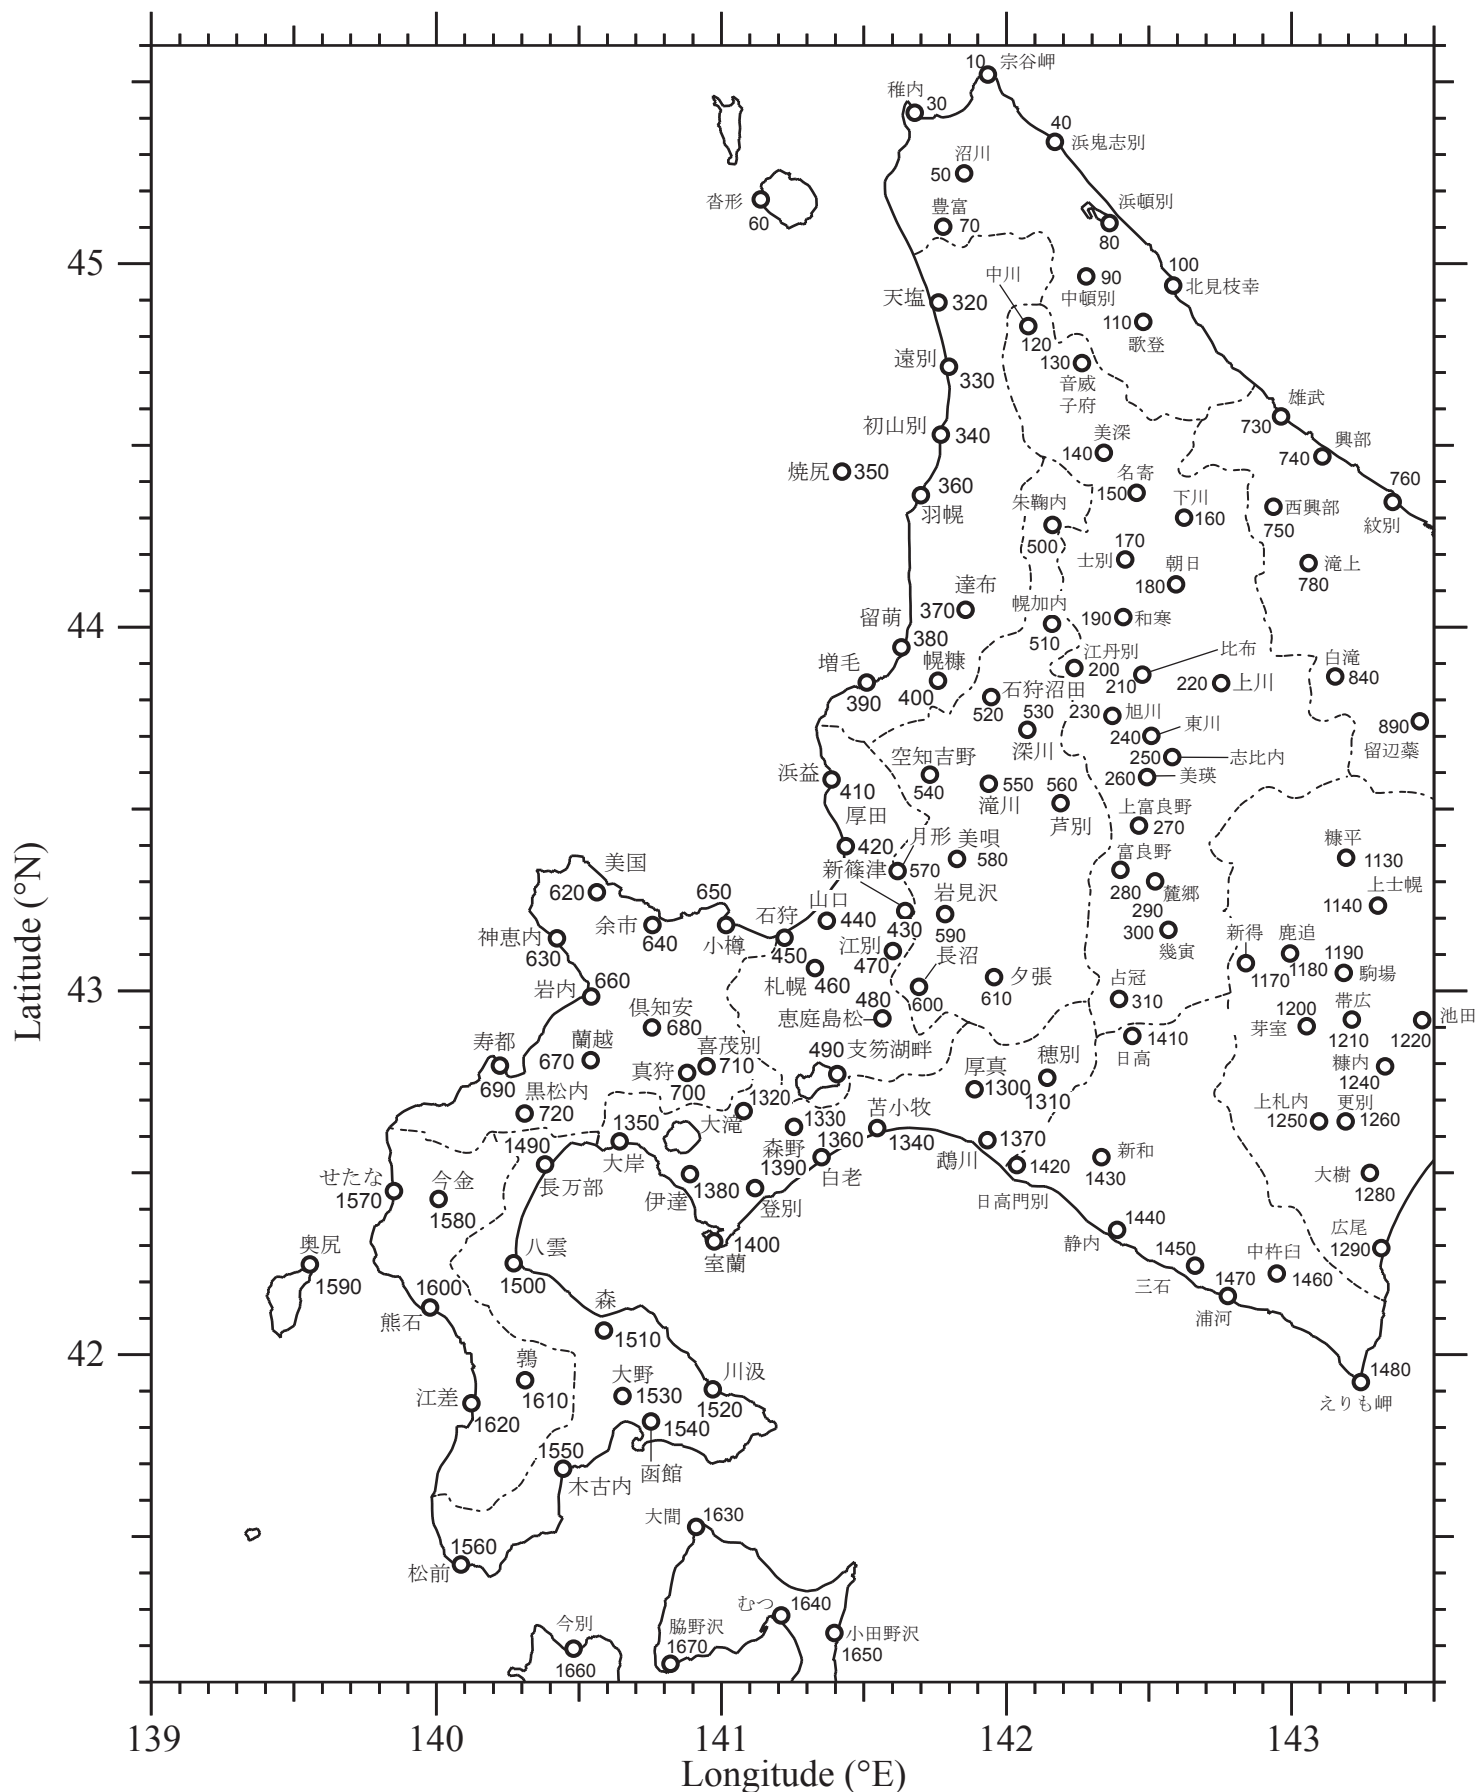 10 宗谷岬
稚内
30
40
浜鬼志別
沼川
50
沓形
60
豊富
70
浜頓別
80
45
中川
90
中頓別
100
北見枝幸
天塩 320
120
110
歌登
130
音威
子府
遠別
330
雄武
730
初山別 340
美深
140
興部
740
焼尻 350
名寄
150
360
羽幌
朱鞠内
500
下川
160
西興部
750
760
紋別
170
士別
朝日
180
滝上
780
達布
370
幌加内
510
190 和寒
44
留萌
380
江丹別
200
比布
210
220 上川
白滝
840
増毛
390
幌糠
400
石狩沼田
520
530
深川
230 旭川
240
東川
890
留辺蘂
250
志比内
260
美瑛
浜益
410
空知吉野
540
550
滝川
560
芦別
上富良野
270
厚田
420
月形
570
美唄
580
富良野
280
麓郷
290
糠平
1130
美国
620
新篠津
430
上士幌
1140
650
小樽
余市
640
石狩
450
山口
440
岩見沢
590
300
幾寅
新得
1170
鹿追
1180
1190
駒場
神恵内
630
江別
470
長沼
600
夕張
610
43
660
岩内
札幌
460
占冠
310
1200
芽室
帯広
1210
池田
1220
倶知安
680
480
恵庭島松
1410
日高
寿都
690
蘭越
670
喜茂別
710
真狩
700
490
支笏湖畔
厚真
1300
穂別
1310
糠内
1240
黒松内
720
1320
大滝
1330
森野
苫小牧
1340
上札内
1250
更別
1260
1350
大岸
1360
白老
1370
鵡川
1490
長万部
1390
登別
1420
日高門別
新和
1430
せたな
1570
今金
1580
伊達
1380
大樹
1280
1400
室蘭
1440
静内
広尾
1290
奥尻
1590
八雲
1500
1450
三石
中杵臼
1460
1600
熊石
1470
浦河
森
1510
42
鶉
1610
大野
1530
川汲
1520
1480
えりも岬
江差
1620
1540
函館
1550
木古内
大間 1630
1560
松前
むつ 1640
今別
1660
脇野沢
1670
小田野沢
1650
139
140
141
142
143
Longitude (°E)
Latitude (°N)